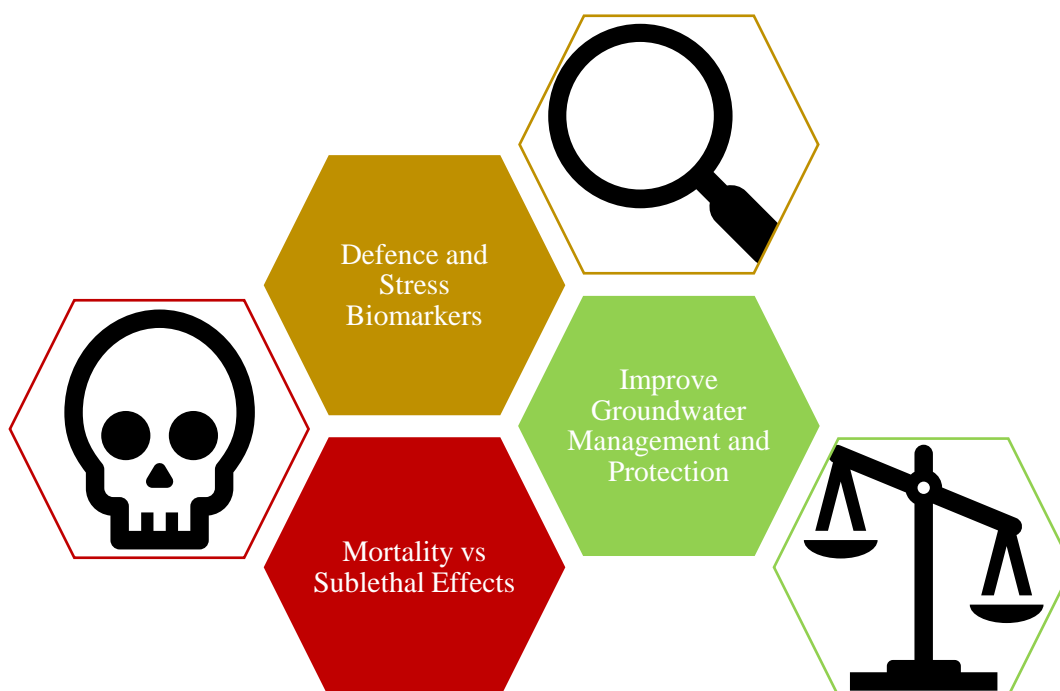 Defence and
Stress
Biomarkers
Improve
Groundwater
Management and
Protection
Mortality vs
Sublethal Effects